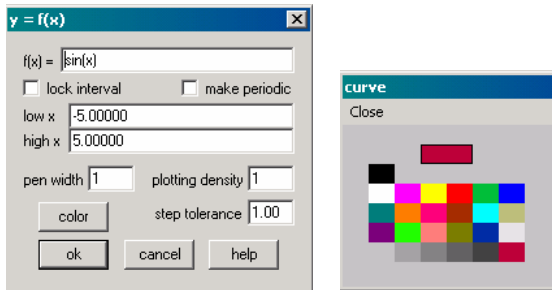 y = f(x)
f(x) = sin(x)
lock interval make periodic
low x -5.00000
high x 5.00000
pen width 1 plotting density 1
color step tolerance 1.00
ok cancel help
curve
Close